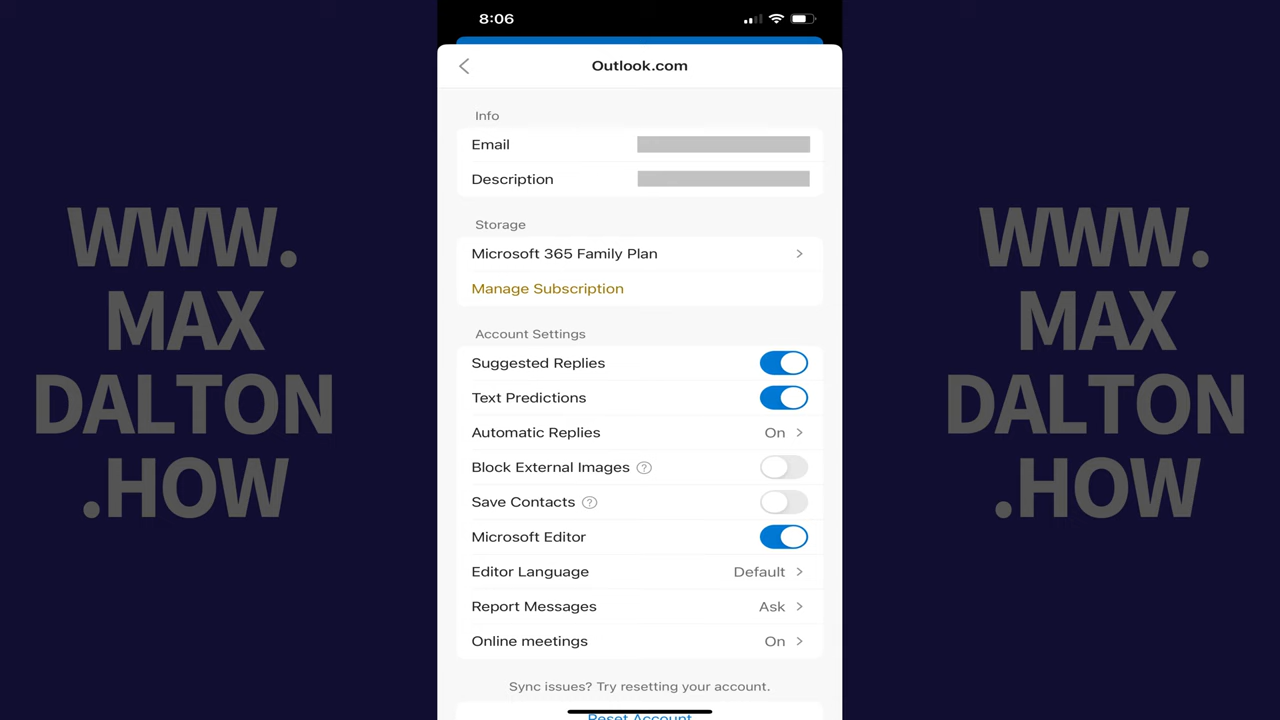 8:06
Outlook.com
Info
Email
Description
Storage
Microsoft 365 Family Plan
Manage Subscription
Account Settings
Suggested Replies
Text Predictions
Automatic Replies On
Block External Images ?
Save Contacts ?
Microsoft Editor
Editor Language Default
Report Messages Ask
Online meetings On
Sync issues? Try resetting your account.
Reset Account
WWW.
MAX
DALTON
.HOW
WWW.
MAX
DALTON
.HOW